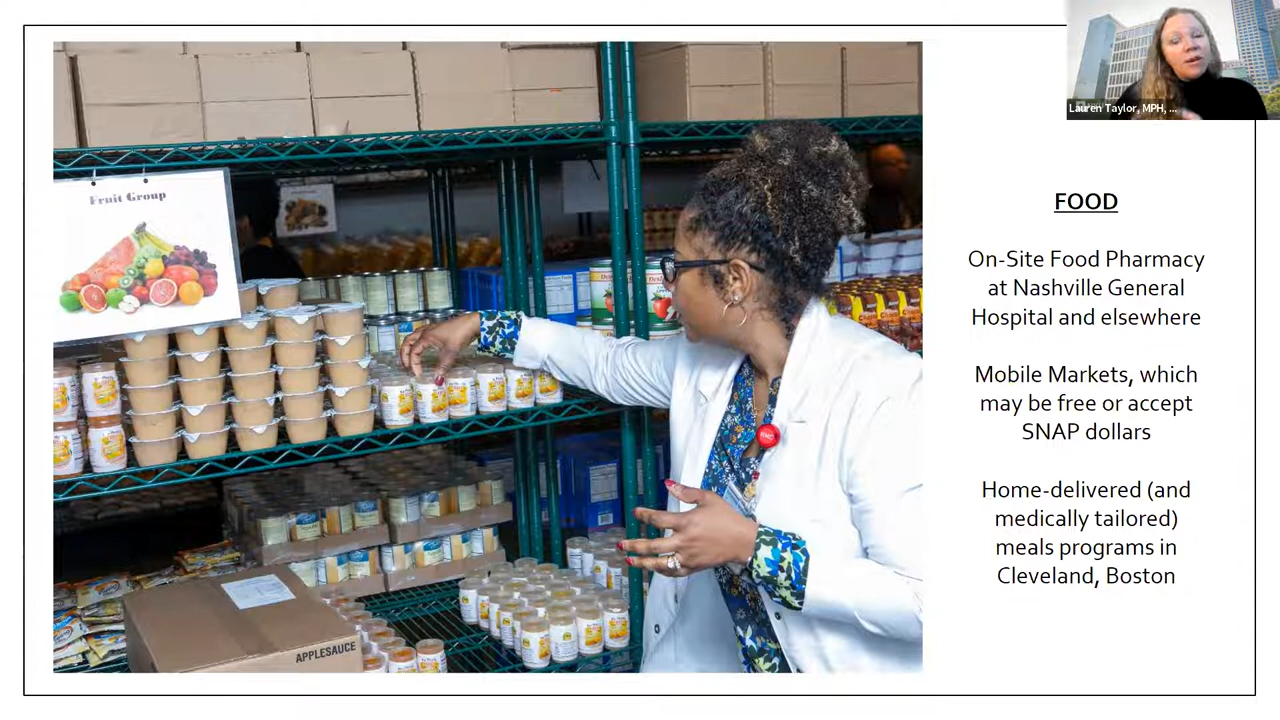 Lauren Taylor, MPH, ...
FOOD
On-Site Food Pharmacy
at Nashville General
Hospital and elsewhere
Mobile Markets, which
may be free or accept
SNAP dollars
Home-delivered (and
medically tailored)
meals programs in
Cleveland, Boston
Fruit Group
APPLESAUCE